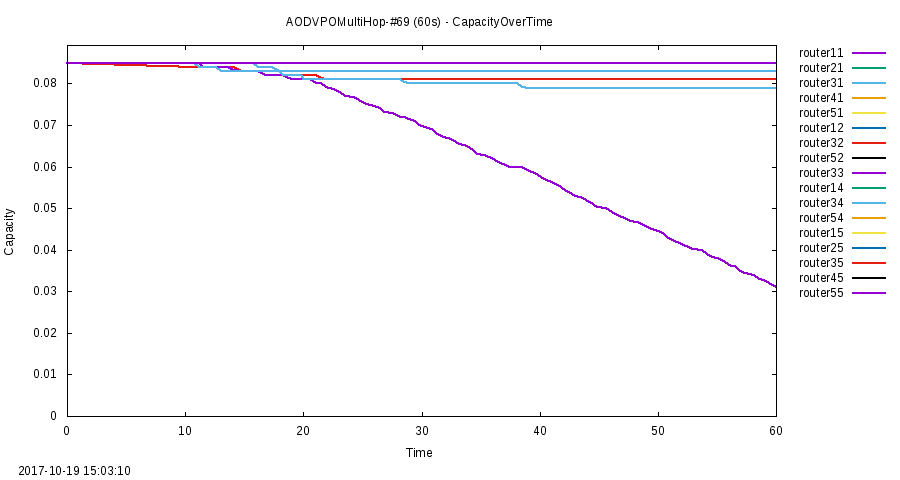 AODVPOMultiHop-#69 (60s) - CapacityOverTime
router11
router21
router31
router41
router51
router12
router32
router52
router33
router14
router34
router54
router15
router25
router35
router45
router55
Capacity
0.08
0.07
0.06
0.05
0.04
0.03
0.02
0.01
0
0 10 20 30 40 50 60
Time
2017-10-19 15:03:10